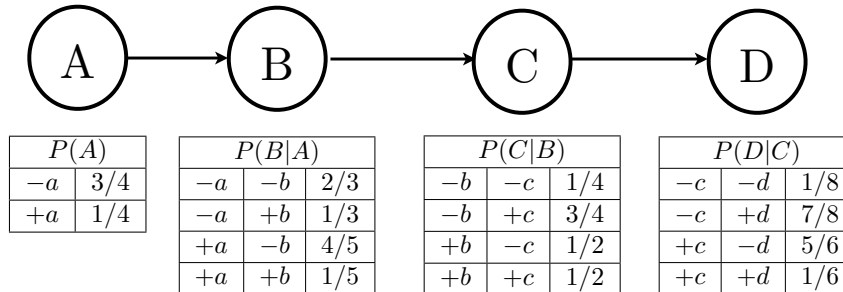 A B C D
P(A) P(B|A) P(C|B) P(D|C)
−a 3/4 −a −b 2/3 −b −c 1/4 −c −d 1/8
+a 1/4 −a +b 1/3 −b +c 3/4 −c +d 7/8
+a −b 4/5 +b −c 1/2 +c −d 5/6
+a +b 1/5 +b +c 1/2 +c +d 1/6